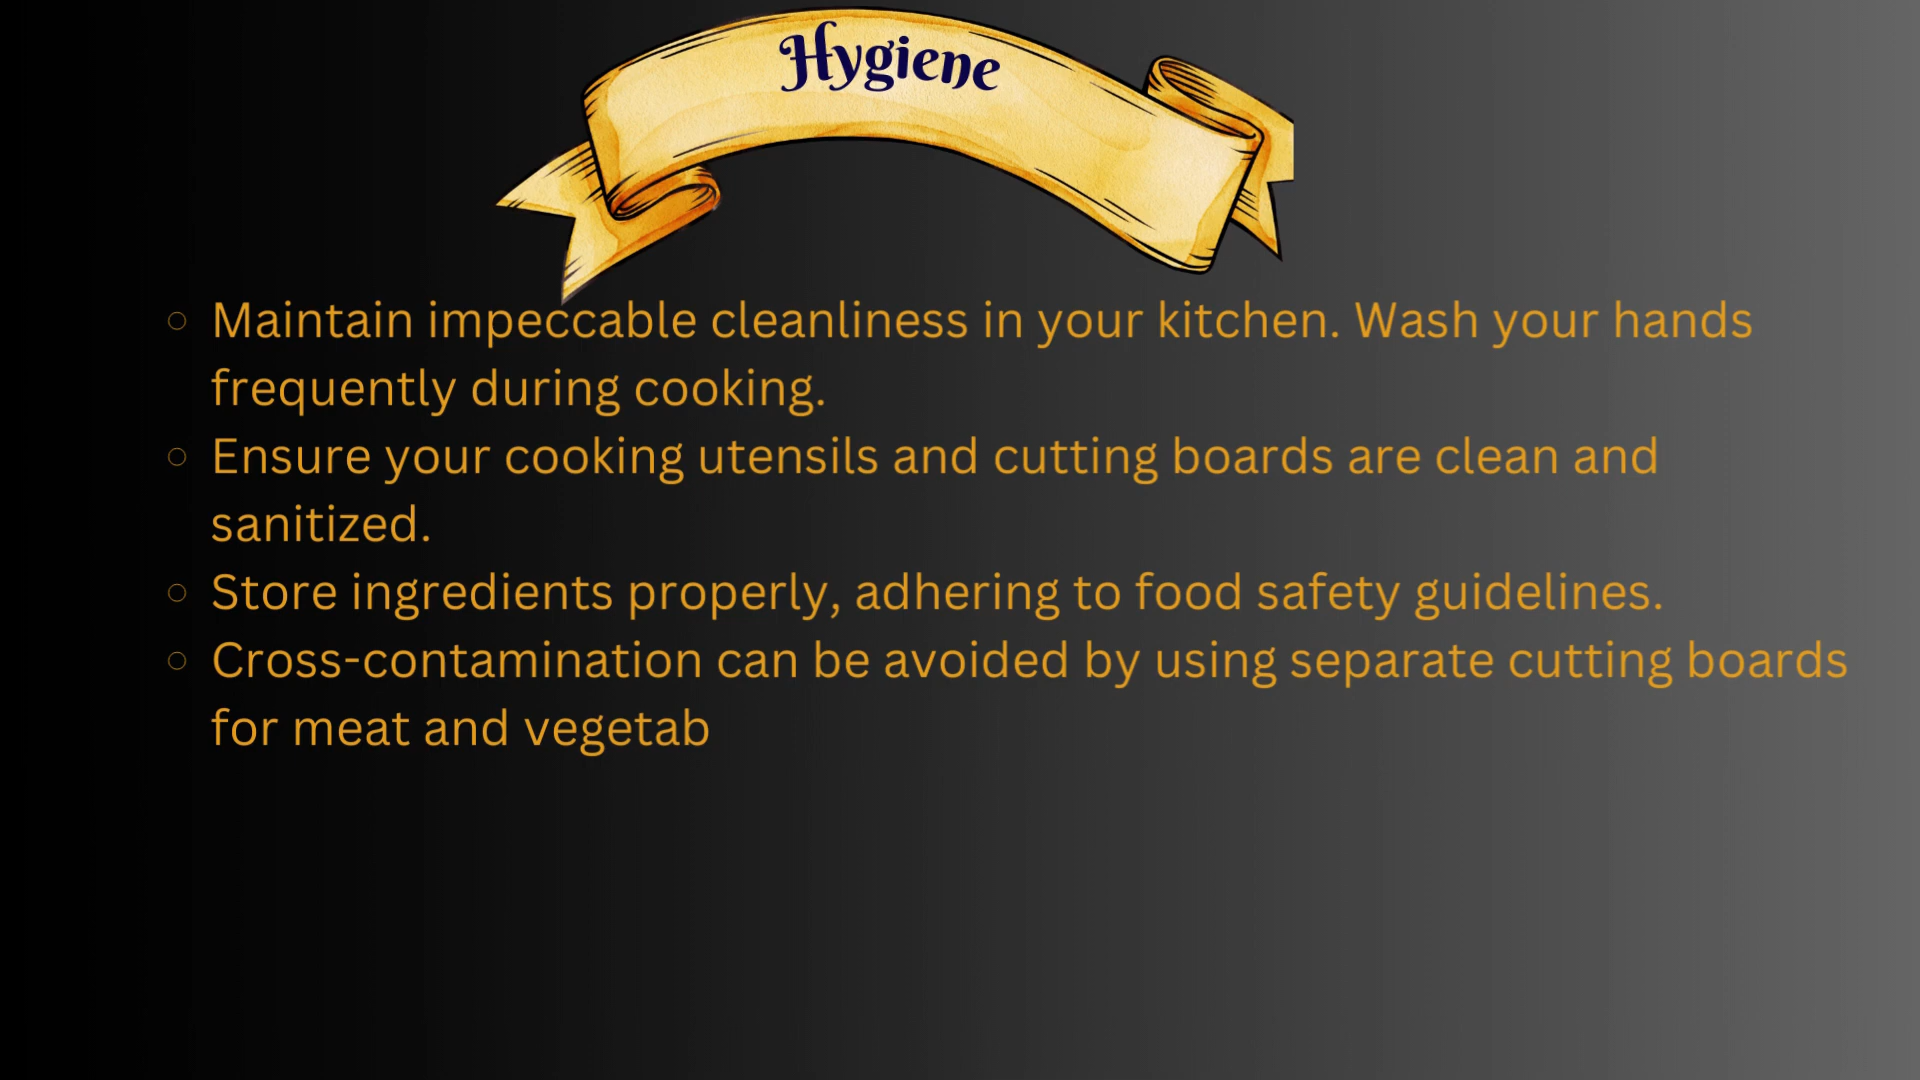 Hygiene
Maintain impeccable cleanliness in your kitchen. Wash your hands
frequently during cooking.
Ensure your cooking utensils and cutting boards are clean and
sanitized.
Store ingredients properly, adhering to food safety guidelines.
Cross-contamination can be avoided by using separate cutting boards
for meat and vegetab